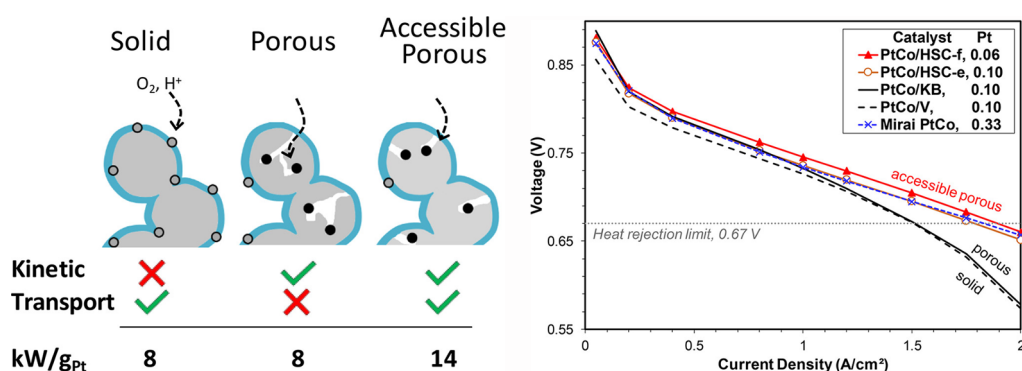 Solid Porous Accessible Porous
O₂, H⁺
Kinetic
Transport
kW/gPt 8 8 14
Catalyst Pt
PtCo/HSC-f, 0.06
PtCo/HSC-e, 0.10
PtCo/KB, 0.10
PtCo/V, 0.10
Mirai PtCo, 0.33
accessible porous
Heat rejection limit, 0.67 V
porous
solid
Voltage (V)
0.85
0.75
0.65
0.55
0 0.5 1 1.5 2
Current Density (A/cm²)